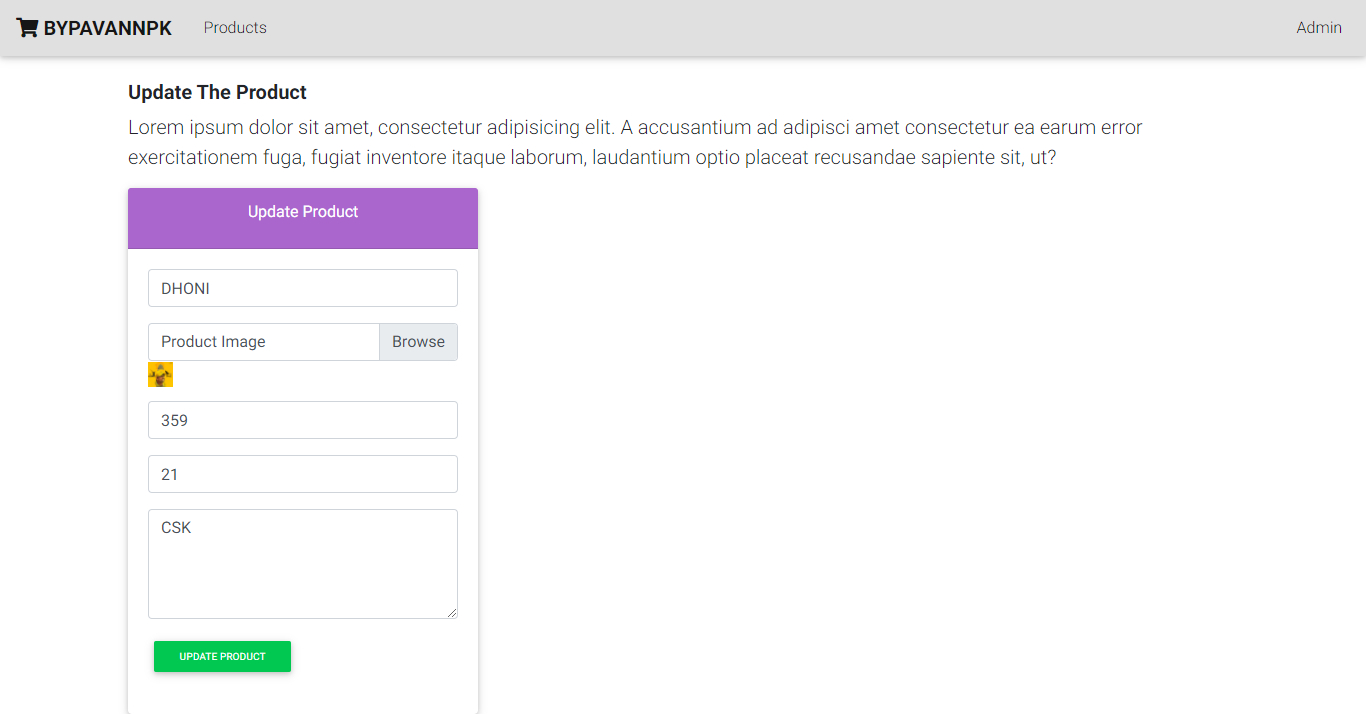 BYPAVANNPK Products Admin
Update The Product
Lorem ipsum dolor sit amet, consectetur adipisicing elit. A accusantium ad adipisci amet consectetur ea earum error
exercitationem fuga, fugiat inventore itaque laborum, laudantium optio placeat recusandae sapiente sit, ut?
Update Product
DHONI
Product Image Browse
359
21
CSK
UPDATE PRODUCT